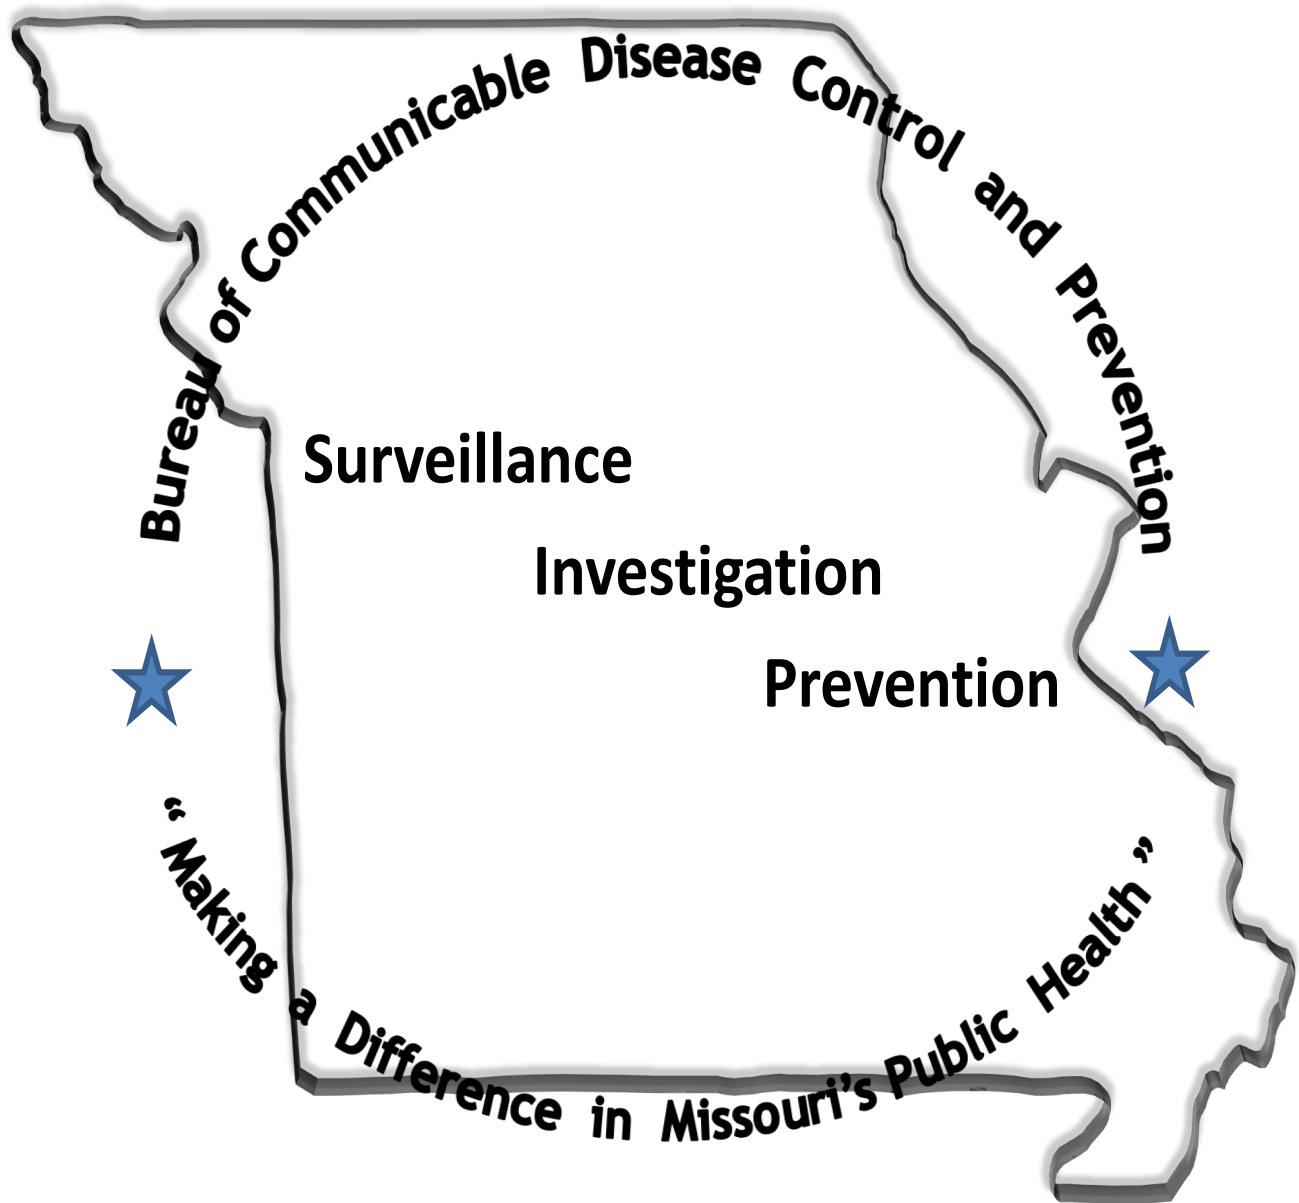 Bureau of Communicable Disease Control and Prevention
Surveillance
Investigation
Prevention
“ Making a Difference in Missouri’s Public Health ”